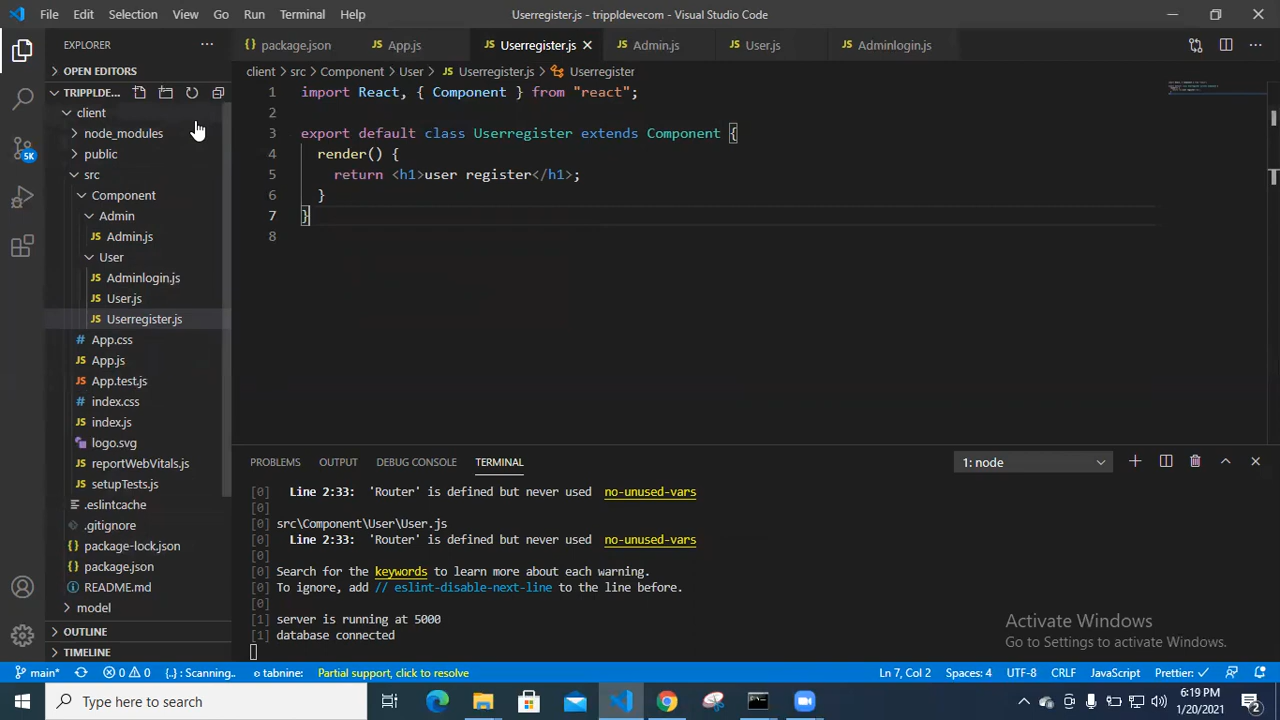 File Edit Selection View Go Run Terminal Help Userregister.js - trippldevecom - Visual Studio Code
EXPLORER package.json App.js Userregister.js Admin.js User.js Adminlogin.js
OPEN EDITORS
client > src > Component > User > Userregister.js > Userregister
TRIPPLDE...
client
node_modules
public
src
Component
Admin
Admin.js
User
Adminlogin.js
User.js
Userregister.js
App.css
App.js
App.test.js
index.css
index.js
logo.svg
reportWebVitals.js
setupTests.js
.eslintcache
.gitignore
package-lock.json
package.json
README.md
model
OUTLINE
TIMELINE
5K
1 import React, { Component } from "react";
2
3 export default class Userregister extends Component {
4 render() {
5 return <h1>user register</h1>;
6 }
7 }
8
PROBLEMS OUTPUT DEBUG CONSOLE TERMINAL 1: node
[0] Line 2:33: 'Router' is defined but never used no-unused-vars
[0]
[0] src\Component\User\User.js
[0] Line 2:33: 'Router' is defined but never used no-unused-vars
[0]
[0] Search for the keywords to learn more about each warning.
[0] To ignore, add // eslint-disable-next-line to the line before.
[0]
[1] server is running at 5000
[1] database connected
Activate Windows
Go to Settings to activate Windows.
main* 0 0 {..} : Scanning.. tabnine: Partial support, click to resolve Ln 7, Col 2 Spaces: 4 UTF-8 CRLF JavaScript Prettier: ✓
Type here to search
6:19 PM
1/20/2021
2